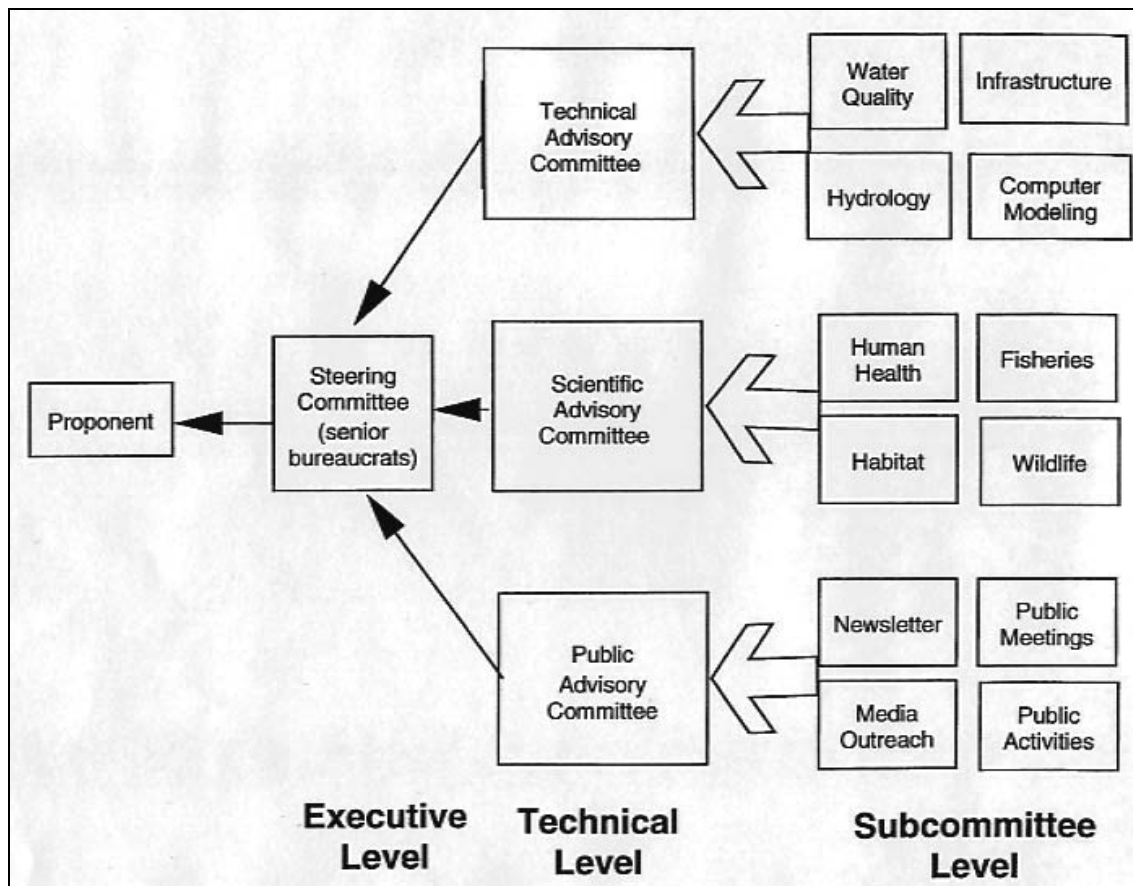 Technical
Advisory
Committee
Water
Quality
Infrastructure
Hydrology
Computer
Modeling
Proponent
Steering
Committee
(senior
bureaucrats)
Scientific
Advisory
Committee
Human
Health
Fisheries
Habitat
Wildlife
Public
Advisory
Committee
Newsletter
Public
Meetings
Media
Outreach
Public
Activities
Executive
Level
Technical
Level
Subcommittee
Level